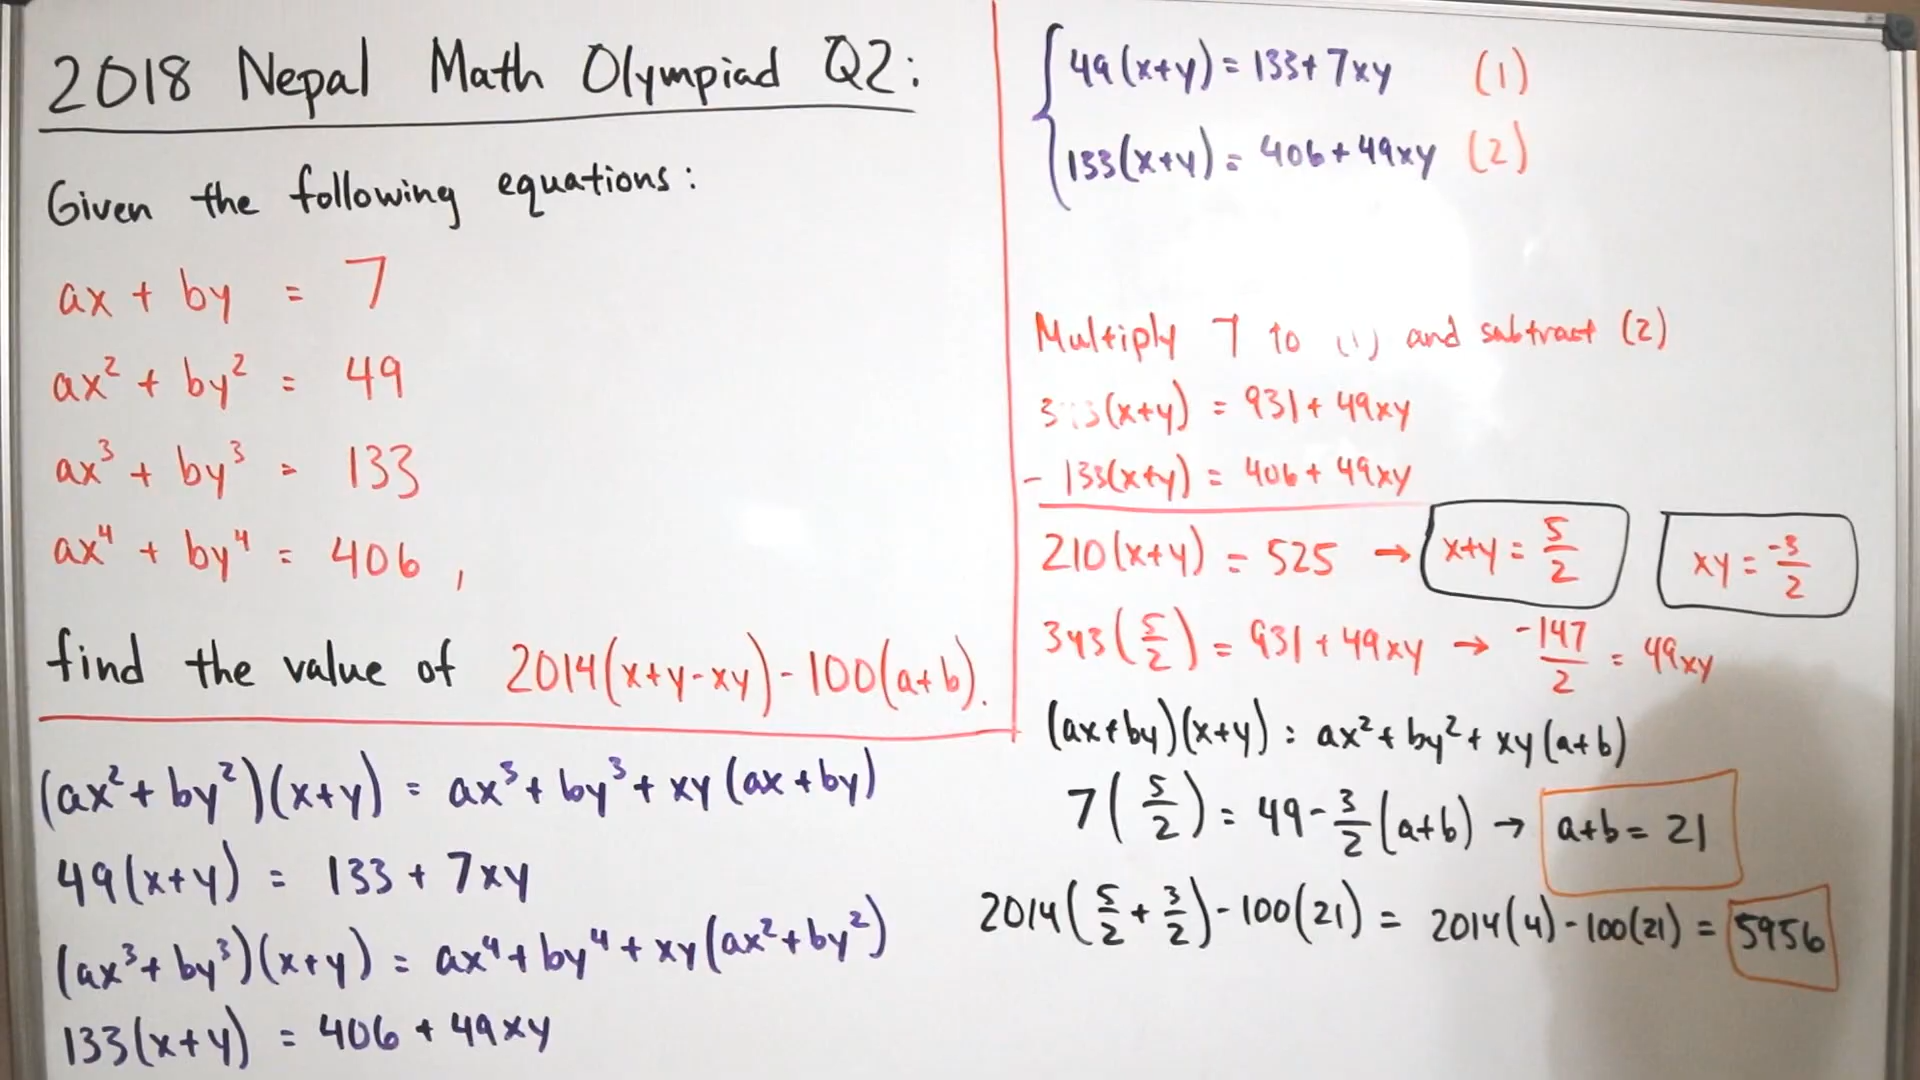 2018 Nepal Math Olympiad Q2:
Given the following equations:
ax + by = 7
ax² + by² = 49
ax³ + by³ = 133
ax⁴ + by⁴ = 406,
find the value of 2014(x+y-xy)-100(a+b).
(ax²+by²)(x+y) = ax³+by³+xy(ax+by)
49(x+y) = 133+7xy
(ax³+by³)(x+y) = ax⁴+by⁴+xy(ax²+by²)
133(x+y) = 406+49xy
49(x+y)=133+7xy (1)
133(x+y)=406+49xy (2)
Multiply 7 to (1) and subtract (2)
3 3(x+y) = 931+49xy
- 133(x+y) = 406+49xy
210(x+y) = 525 → x+y = 5/2 xy = -3/2
343(5/2) = 931+49xy → -147/2 = 49xy
(ax+by)(x+y) = ax²+by²+xy(a+b)
7(5/2) = 49-3/2(a+b) → a+b = 21
2014(5/2+3/2)-100(21) = 2014(4)-100(21) = 5956